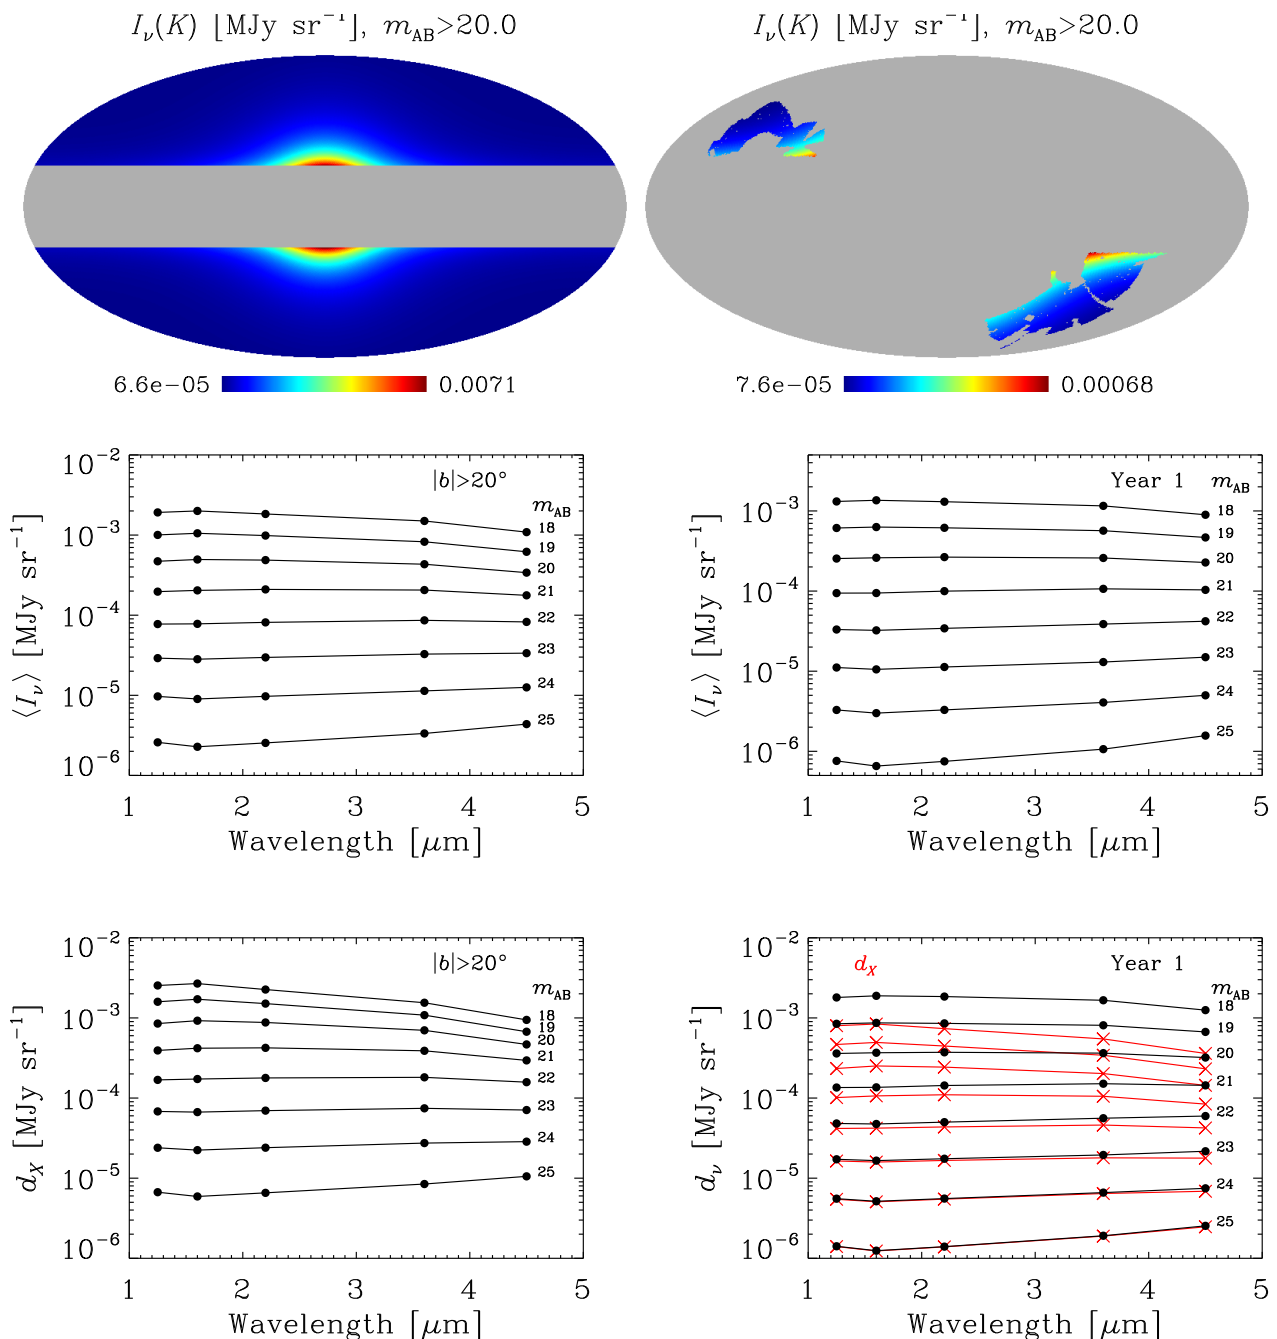 I_ν(K) [MJy sr⁻¹], m_AB>20.0
I_ν(K) [MJy sr⁻¹], m_AB>20.0
6.6e−05 0.0071
7.6e−05 0.00068
|b|>20°
m_AB
18
19
20
21
22
23
24
25
10⁻²
10⁻³
10⁻⁴
10⁻⁵
10⁻⁶
⟨I_ν⟩ [MJy sr⁻¹]
1 2 3 4 5
Wavelength [μm]
Year 1 m_AB
18
19
20
21
22
23
24
25
10⁻³
10⁻⁴
10⁻⁵
10⁻⁶
⟨I_ν⟩ [MJy sr⁻¹]
1 2 3 4 5
Wavelength [μm]
|b|>20°
m_AB
18
19
20
21
22
23
24
25
10⁻²
10⁻³
10⁻⁴
10⁻⁵
10⁻⁶
d_X [MJy sr⁻¹]
1 2 3 4 5
Wavelength [μm]
d_X Year 1
m_AB
18
19
20
21
22
23
24
25
10⁻²
10⁻³
10⁻⁴
10⁻⁵
10⁻⁶
d_ν [MJy sr⁻¹]
1 2 3 4 5
Wavelength [μm]